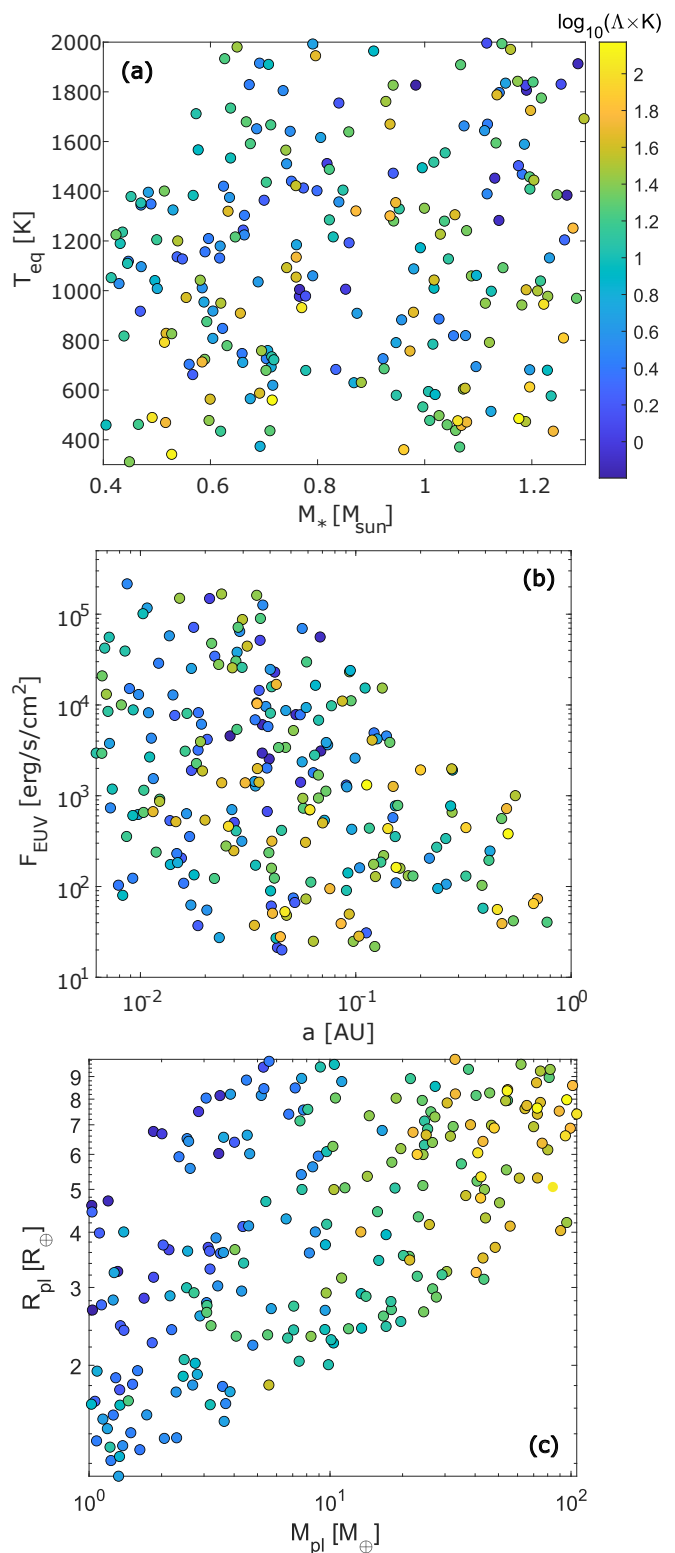 log10(Λ×K)
(a)
2000
1800
1600
1400
1200
1000
800
600
400
Teq [K]
0.4 0.6 0.8 1 1.2
M* [Msun]
2
1.8
1.6
1.4
1.2
1
0.8
0.6
0.4
0.2
0
(b)
10^5
10^4
10^3
10^2
10^1
FEUV [erg/s/cm^2]
10^-2 10^-1 10^0
a [AU]
9
8
7
6
5
4
3
2
Rpl [R⊕]
(c)
10^0 10^1 10^2
Mpl [M⊕]